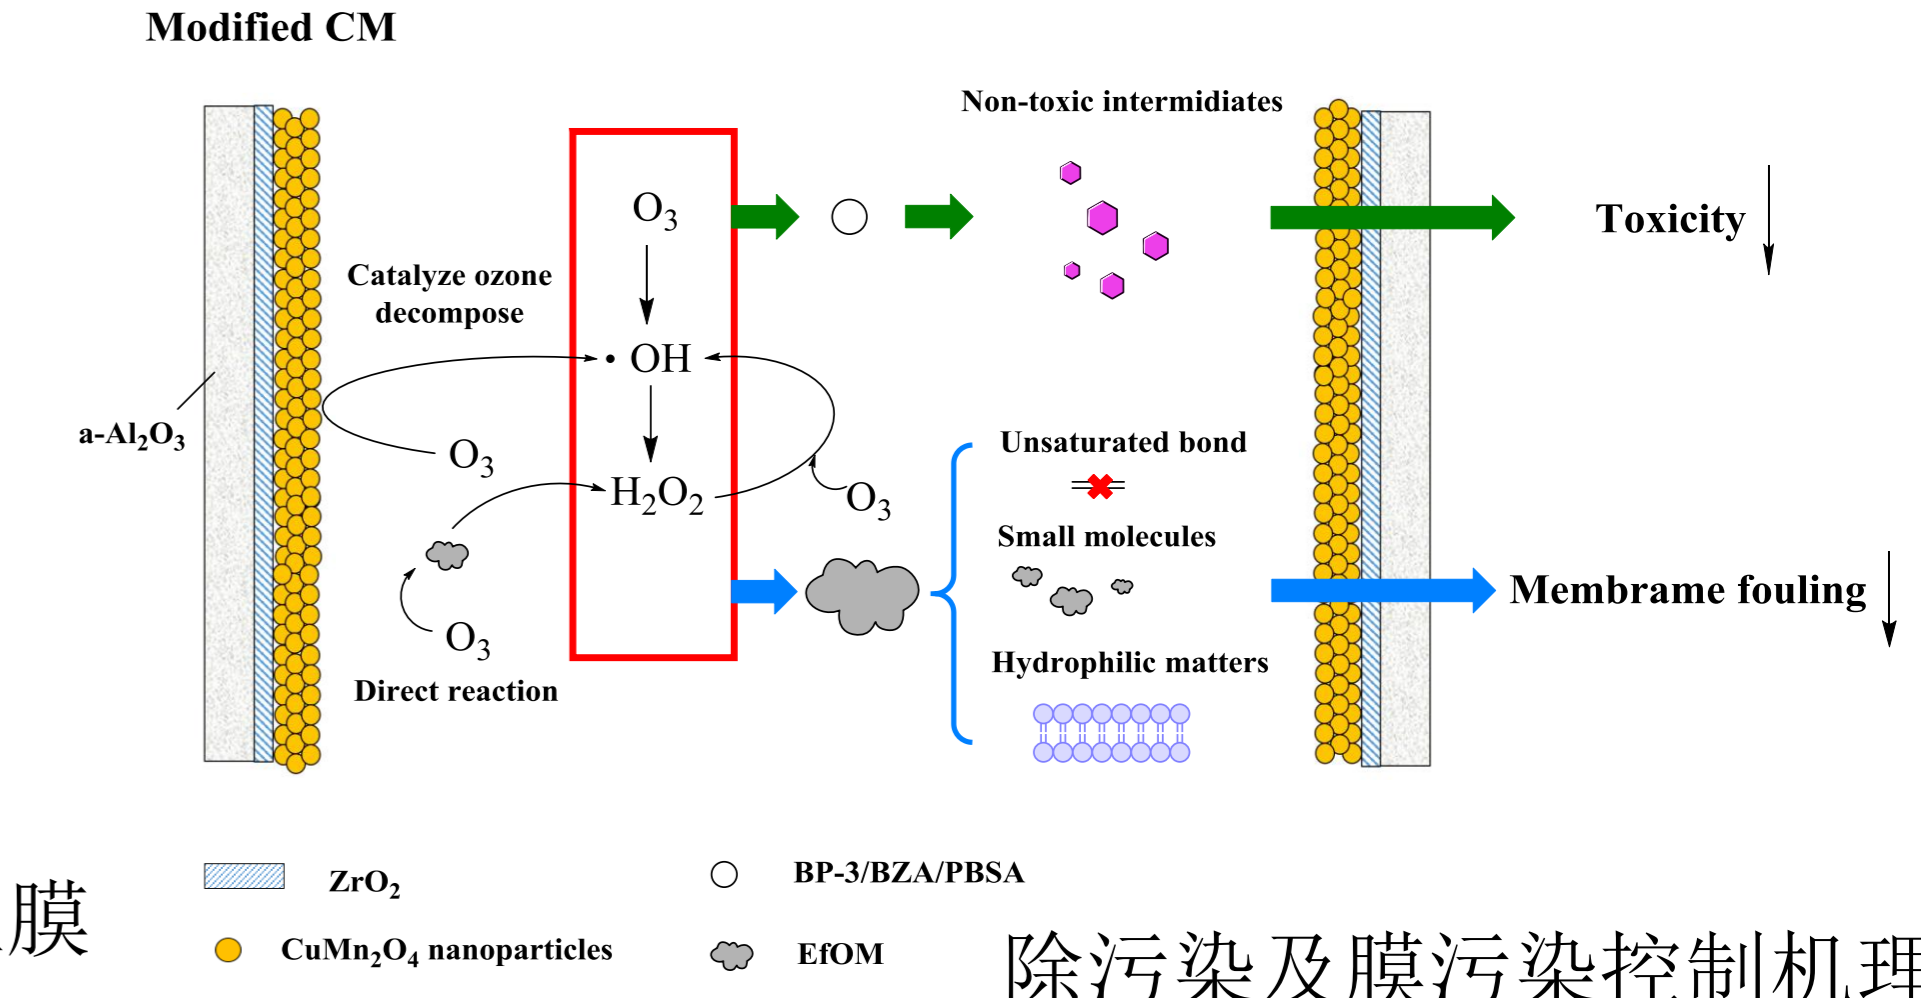 Modified CM
Non-toxic intermidiates
O₃
Toxicity
Catalyze ozone
decompose
· OH
a-Al₂O₃
O₃
Unsaturated bond
H₂O₂
O₃
Small molecules
Membrame fouling
O₃
Hydrophilic matters
Direct reaction
ZrO₂
BP-3/BZA/PBSA
膜
CuMn₂O₄ nanoparticles
EfOM
除污染及膜污染控制机理